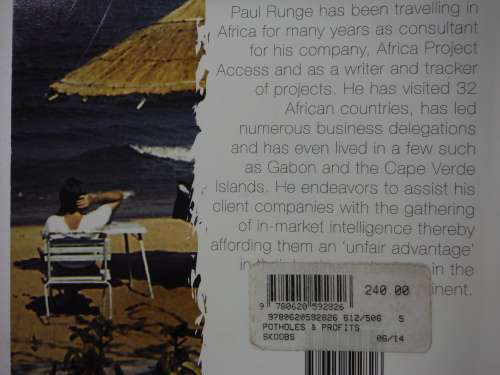 Paul Runge has been travelling in
Africa for many years as consultant
for his company, Africa Project
Access and as a writer and tracker
of projects. He has visited 32
African countries, has led
numerous business delegations
and has even lived in a few such
as Gabon and the Cape Verde
Islands. He endeavors to assist his
client companies with the gathering
of in-market intelligence thereby
affording them an 'unfair advantage'
in the
inent.
240.00
9 780620 592826
9780620592826 612/506 5
POTHOLES & PROFITS
SKOOBS 06/14